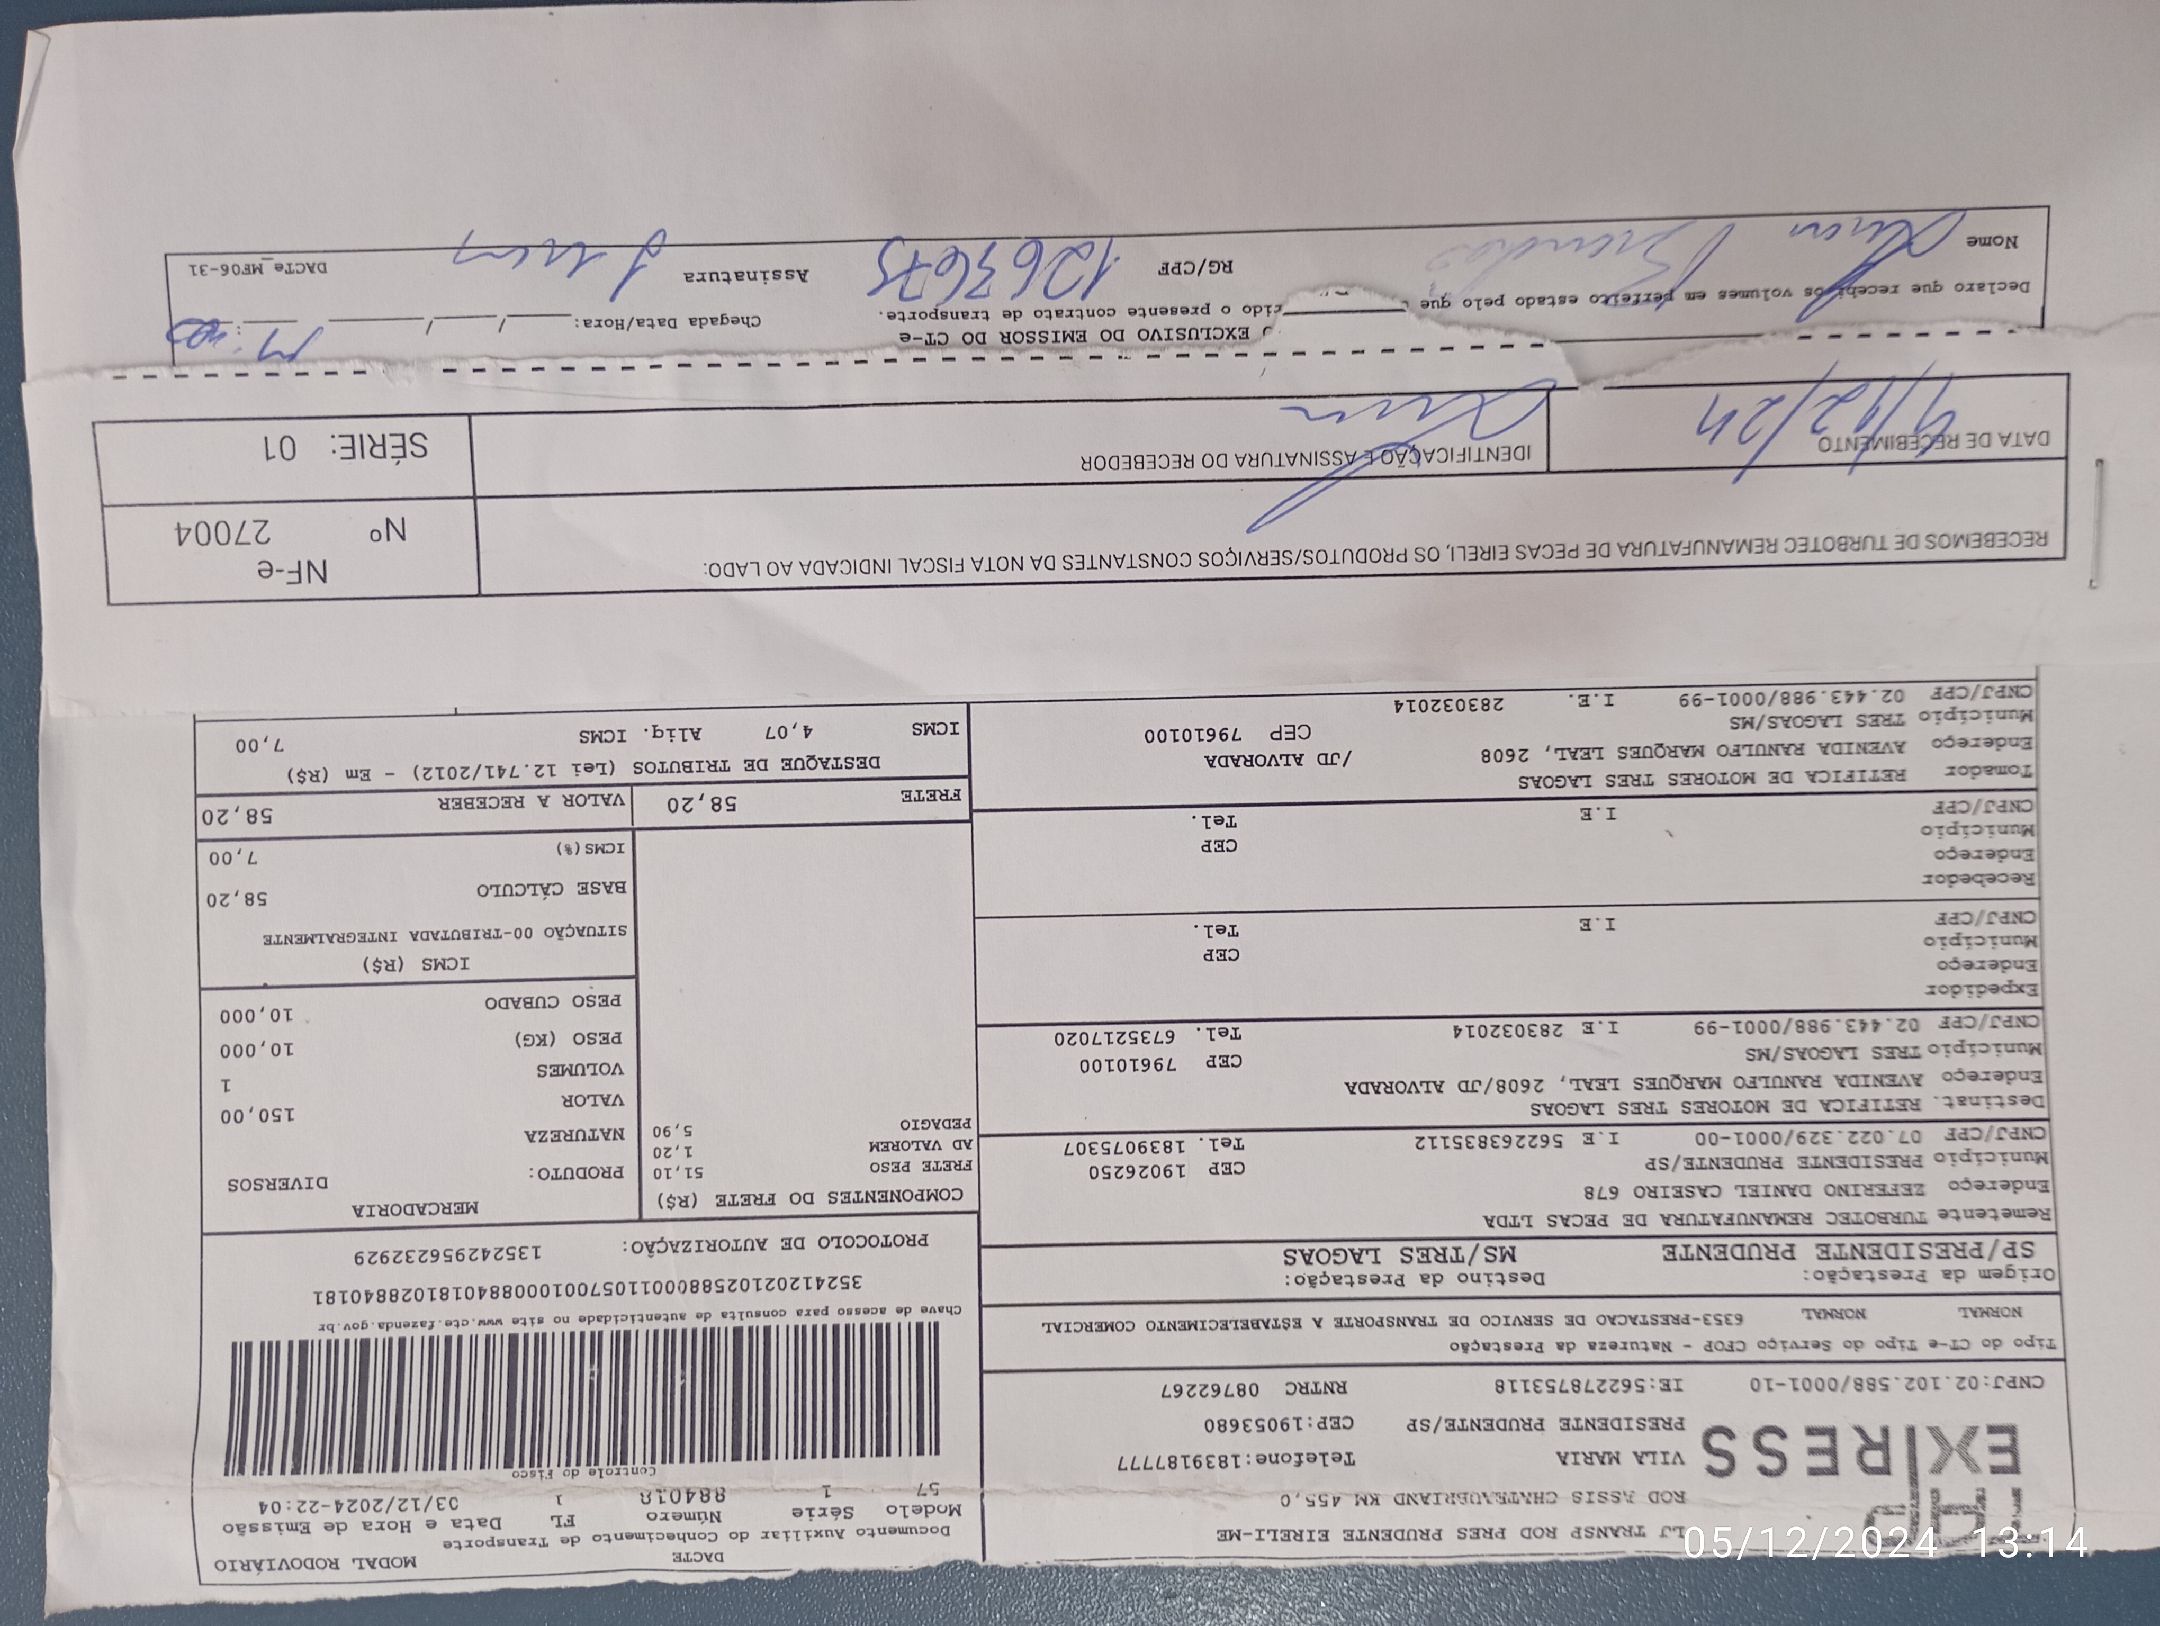 DACTE
MODAL RODOVIÁRIO
Documento Auxiliar do Conhecimento de Transporte
Modelo Série Número FL Data e Hora de Emissão
57 1 884018 1 03/12/2024-22:04
Controle do Fisco
Chave de acesso para consulta de autenticidade no site www.cte.fazenda.gov.br
PROTOCOLO DE AUTORIZAÇÃO: 135242956232929
LJ TRANSP ROD PRES PRUDENTE EIRELI-ME
ROD ASSIS CHATEAUBRIAND KM 455,0
VILA MARIA Telefone:1839187777
PRESIDENTE PRUDENTE/SP CEP:19053680
EXPRESS
CNPJ:02.102.588/0001-10 IE:562278753118 RNTRC 08762267
Tipo do CT-e Tipo do Serviço CFOP - Natureza da Prestação
NORMAL NORMAL 6353-PRESTACAO DE SERVICO DE TRANSPORTE A ESTABELECIMENTO COMERCIAL
Origem da Prestação: Destino da Prestação:
SP/PRESIDENTE PRUDENTE MS/TRES LAGOAS
Remetente TURBOTEC REMANUFATURA DE PECAS LTDA
Endereço ZEFERINO DANIEL CASEIRO 678
Município PRESIDENTE PRUDENTE/SP CEP 19026250
CNPJ/CPF 07.022.329/0001-00 I.E 562263835112 Tel. 1839075307
Destinat. RETIFICA DE MOTORES TRES LAGOAS
Endereço AVENIDA RANULFO MARQUES LEAL, 2608/JD ALVORADA
Município TRES LAGOAS/MS CEP 79610100
CNPJ/CPF 02.443.988/0001-99 I.E 283032014 Tel. 6735217020
Expedidor
Endereço
Município CEP
CNPJ/CPF I.E Tel.
Recebedor
Endereço
Município CEP
CNPJ/CPF I.E Tel.
Tomador RETIFICA DE MOTORES TRES LAGOAS
Endereço AVENIDA RANULFO MARQUES LEAL, 2608 /JD ALVORADA
Município TRES LAGOAS/MS CEP 79610100
CNPJ/CPF 02.443.988/0001-99 I.E. 283032014
COMPONENTES DO FRETE (R$)
FRETE PESO 51,10
AD VALOREM 1,20
PEDAGIO 5,90
MERCADORIA
PRODUTO: DIVERSOS
NATUREZA
VALOR 150,00
VOLUMES 1
PESO (KG) 10,000
PESO CUBADO 10,000
ICMS (R$)
SITUAÇÃO 00-TRIBUTADA INTEGRALMENTE
BASE CÁLCULO 58,20
ICMS(%) 7,00
FRETE 58,20 VALOR A RECEBER 58,20
DESTAQUE DE TRIBUTOS (Lei 12.741/2012) - Em (R$)
ICMS 4,07 Aliq. ICMS 7,00
RECEBEMOS DE TURBOTEC REMANUFATURA DE PECAS EIRELI, OS PRODUTOS/SERVIÇOS CONSTANTES DA NOTA FISCAL INDICADA AO LADO:
NF-e
Nº 27004
SÉRIE: 01
DATA DE RECEBIMENTO
4/12/24
IDENTIFICAÇÃO E ASSINATURA DO RECEBEDOR
EXCLUSIVO DO EMISSOR DO CT-e
Declaro que recebi os volumes em perfeito estado pelo que o presente contrato de transporte.
Chegada Data/Hora: ___/___/___ ___:___
Nome
RG/CPF 12637675
Assinatura
DACTe_MF06-31
05/12/2024 13:14